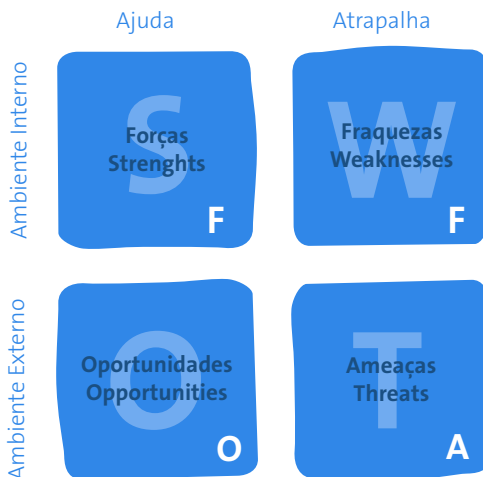 Ajuda
Atrapalha
Ambiente Interno
S
Forças
Strenghts
F
W
Fraquezas
Weaknesses
F
Ambiente Externo
O
Oportunidades
Opportunities
O
T
Ameaças
Threats
A